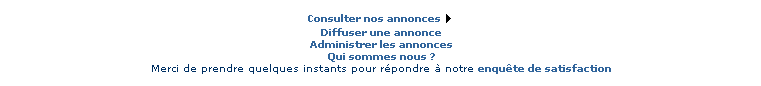 Consulter nos annonces
Diffuser une annonce
Administrer les annonces
Qui sommes nous ?
Merci de prendre quelques instants pour répondre à notre enquête de satisfaction